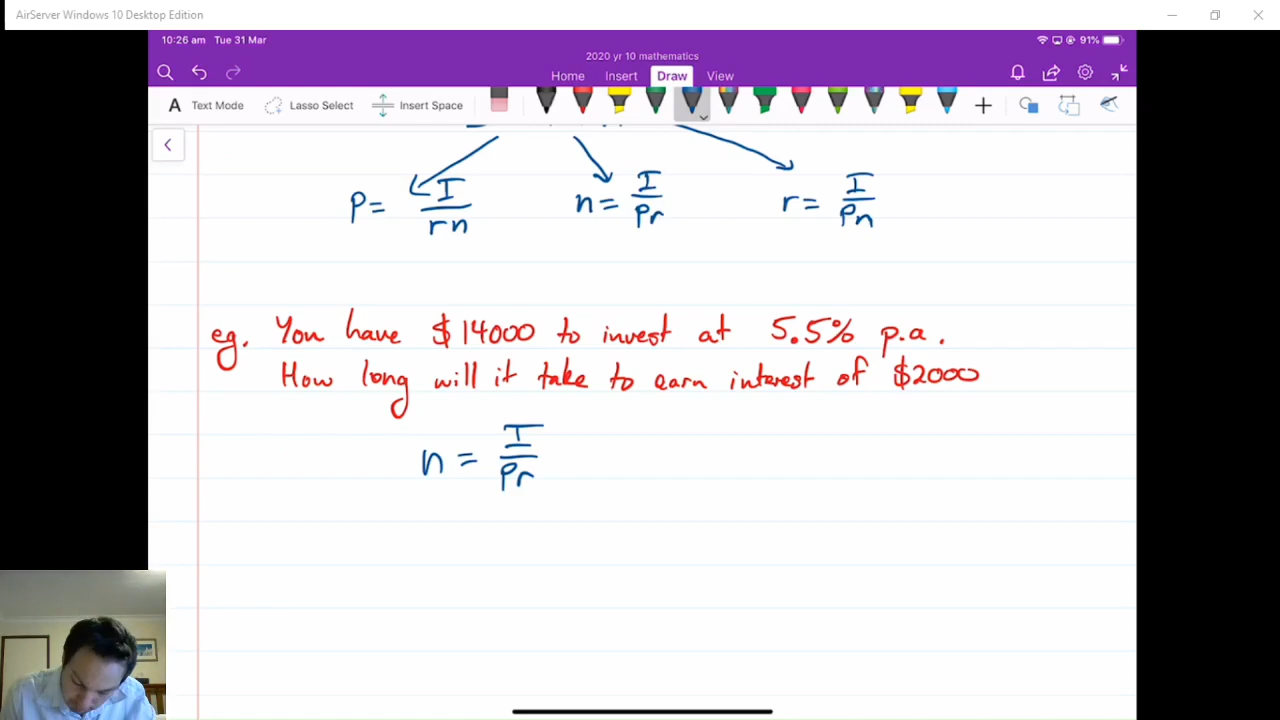 AirServer Windows 10 Desktop Edition
10:26 am Tue 31 Mar
91%
2020 yr 10 mathematics
Home Insert Draw View
A Text Mode Lasso Select Insert Space
P = I/rn n = I/Pr r = I/Pn
eg. You have $14000 to invest at 5.5% p.a.
How long will it take to earn interest of $2000
n = I/Pr